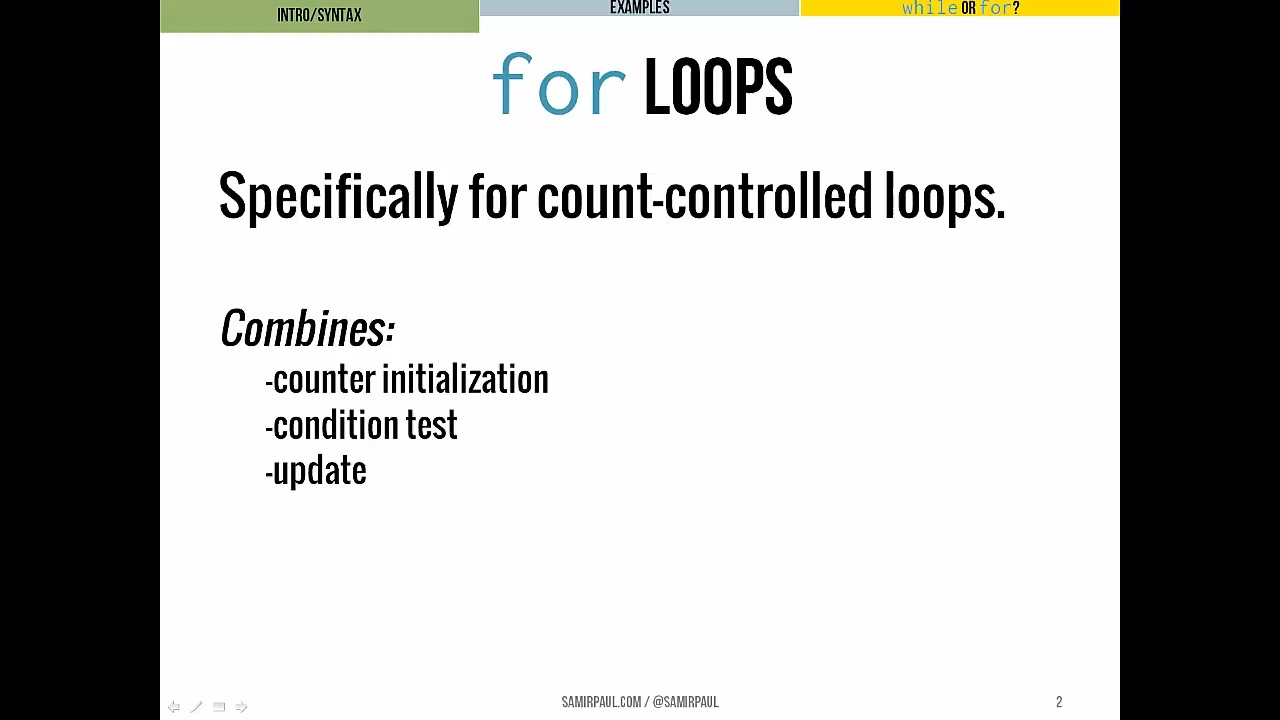 INTRO/SYNTAX
EXAMPLES
while OR for?
for LOOPS
Specifically for count-controlled loops.
Combines:
-counter initialization
-condition test
-update
SAMIRPAUL.COM / @SAMIRPAUL
2